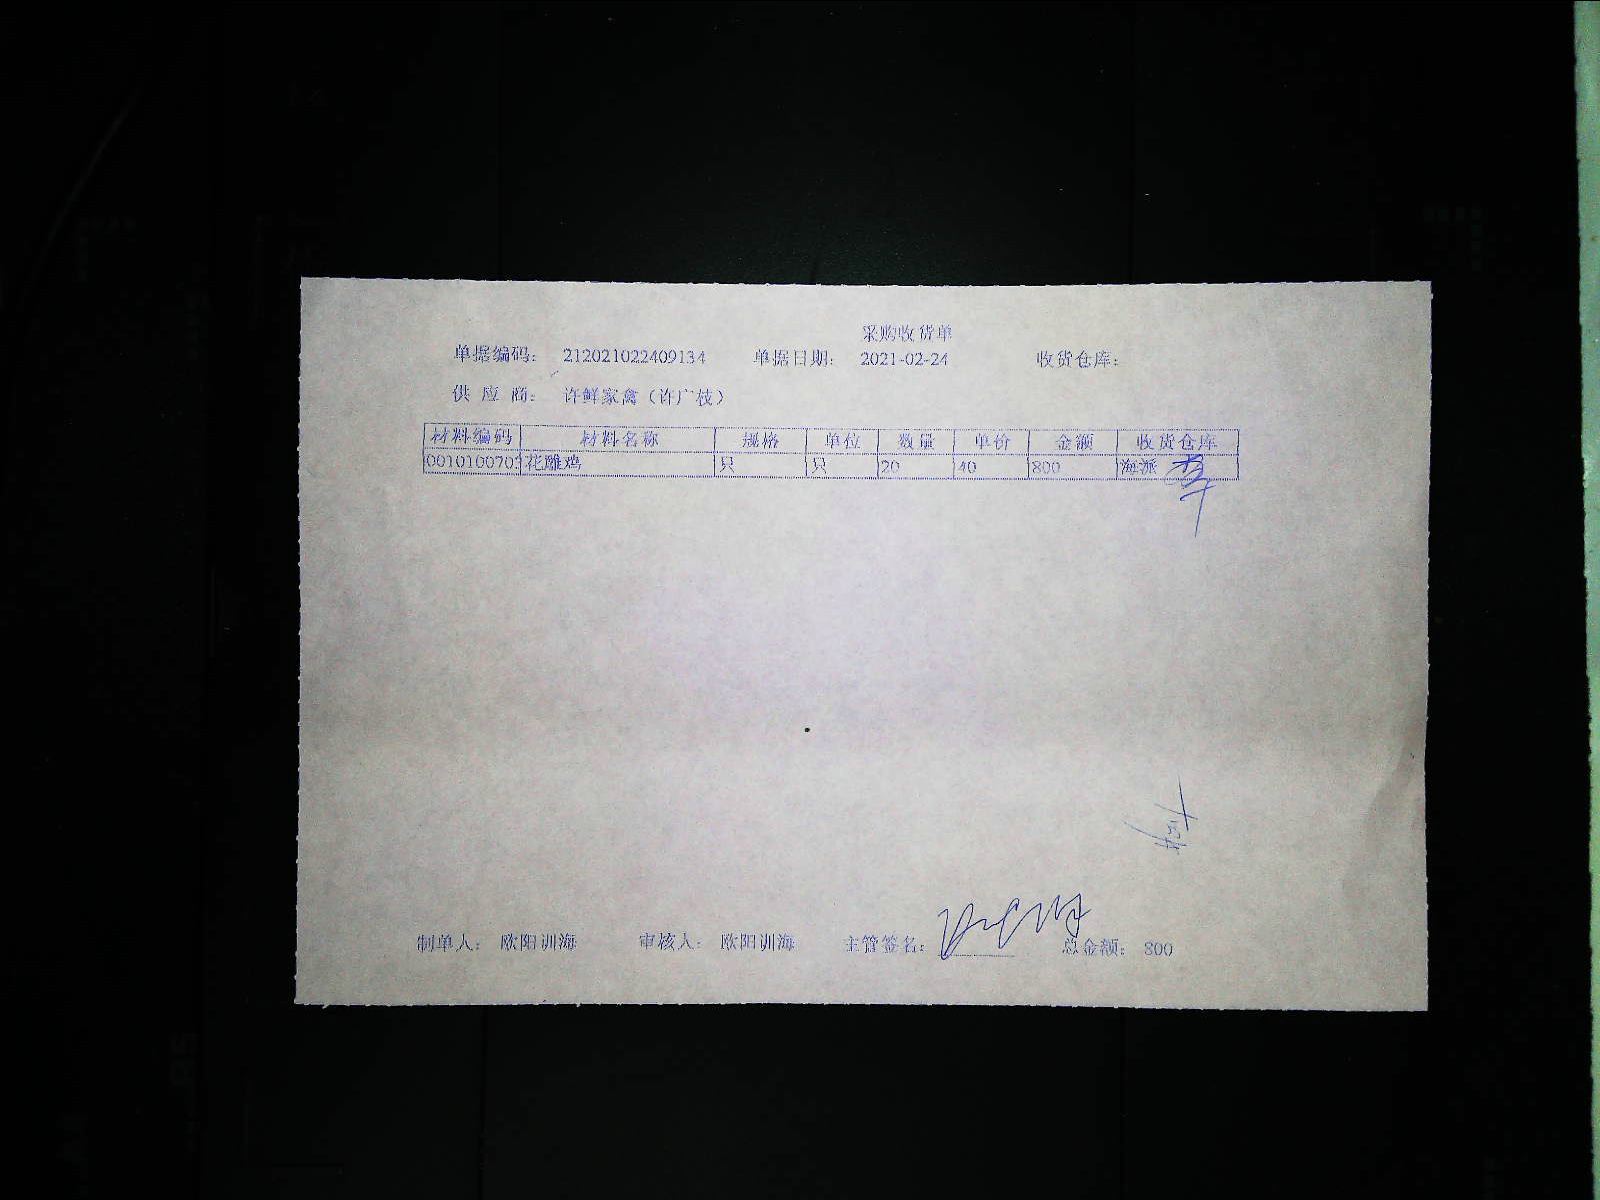 采购收货单
单据编码： 212021022409134 单据日期： 2021-02-24 收货仓库：
供 应 商： 许鲜家禽（许广枝）
材料编码 材料名称 规格 单位 数量 单价 金额 收货仓库
0010100703 花雕鸡 只 只 20 40 800 海派
制单人： 欧阳训海 审核人： 欧阳训海 主管签名： 总金额： 800